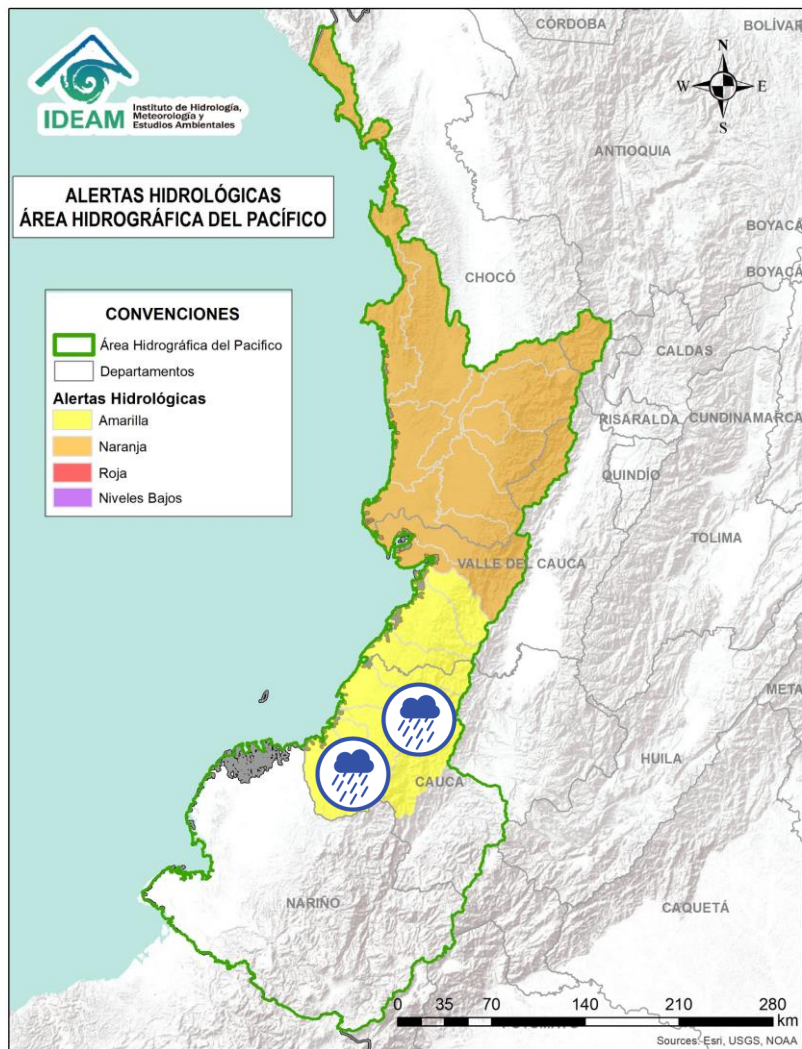 IDEAM
Instituto de Hidrología,
Meteorología y
Estudios Ambientales
ALERTAS HIDROLÓGICAS
ÁREA HIDROGRÁFICA DEL PACÍFICO
CONVENCIONES
Área Hidrográfica del Pacifico
Departamentos
Alertas Hidrológicas
Amarilla
Naranja
Roja
Niveles Bajos
CÓRDOBA
BOLÍVAR
N
W
E
S
ANTIOQUIA
BOYACÁ
BOYACÁ
CHOCÓ
CALDAS
RISARALDA
CUNDINAMARCA
QUINDÍO
TOLIMA
VALLE DEL CAUCA
META
HUILA
CAUCA
NARIÑO
CAQUETÁ
0 35 70 140 210 280
km
Sources: Esri, USGS, NOAA